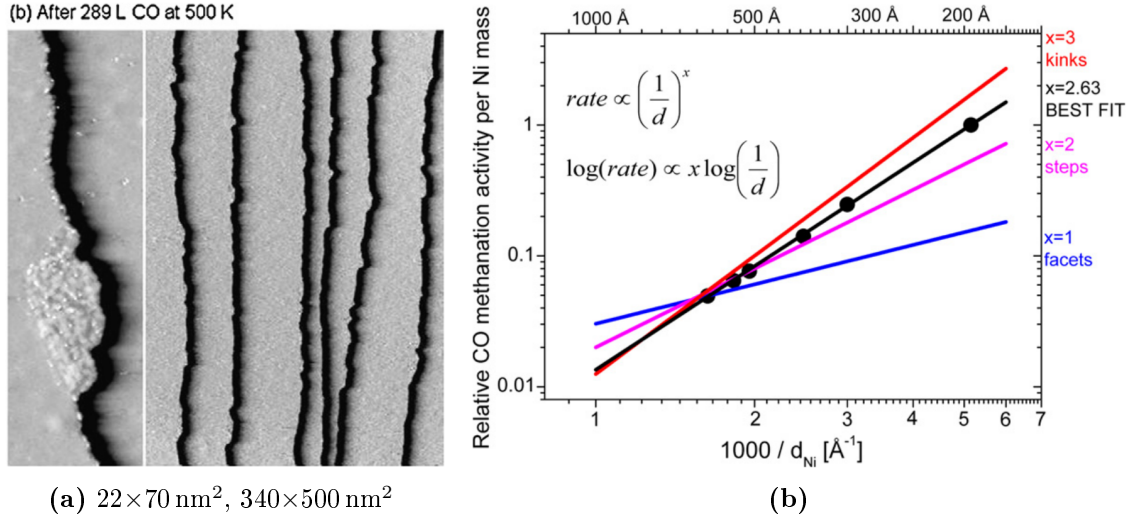 (b) After 289 L CO at 500 K
1000 Å
500 Å
300 Å
200 Å
rate ∝ (1/d)^x
log(rate) ∝ x log(1/d)
x=3
kinks
x=2.63
BEST FIT
x=2
steps
x=1
facets
Relative CO methanation activity per Ni mass
1
0.1
0.01
1
2
3
4
5
6
7
1000 / d_Ni [Å⁻¹]
(a) 22×70 nm², 340×500 nm²
(b)